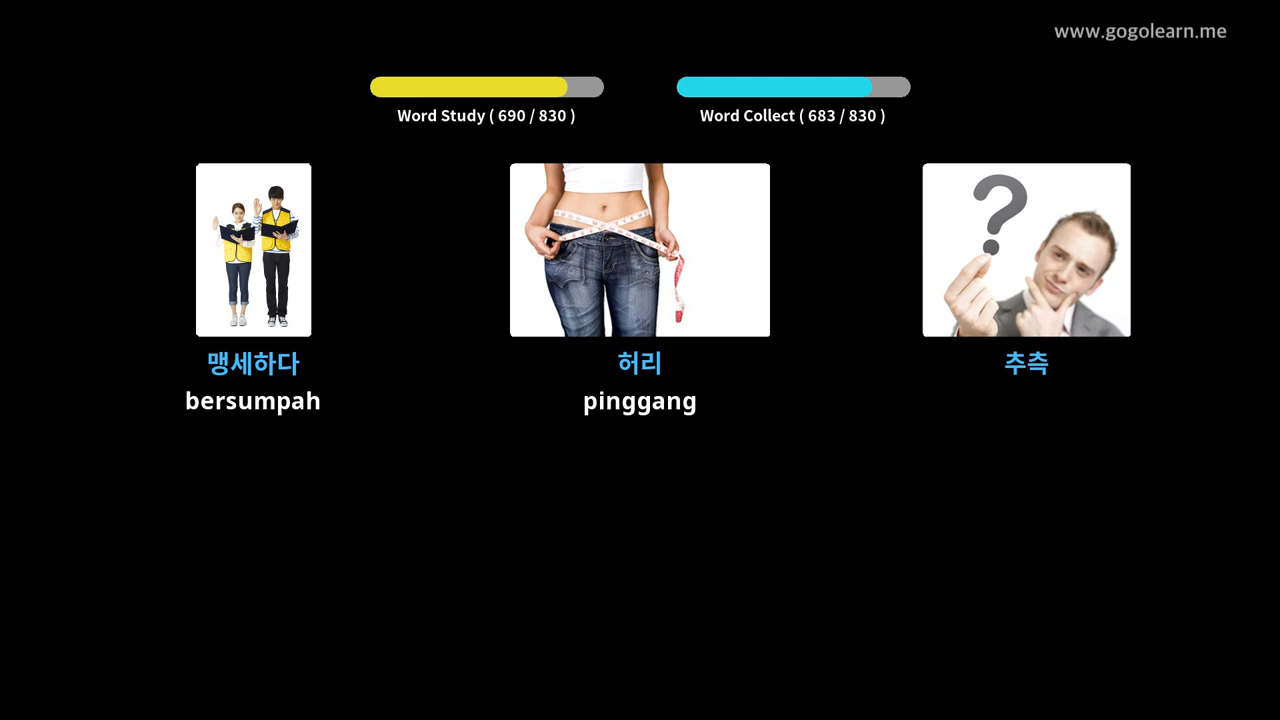 www.gogolearn.me
Word Study ( 690 / 830 )
Word Collect ( 683 / 830 )
맹세하다
bersumpah
허리
pinggang
추측